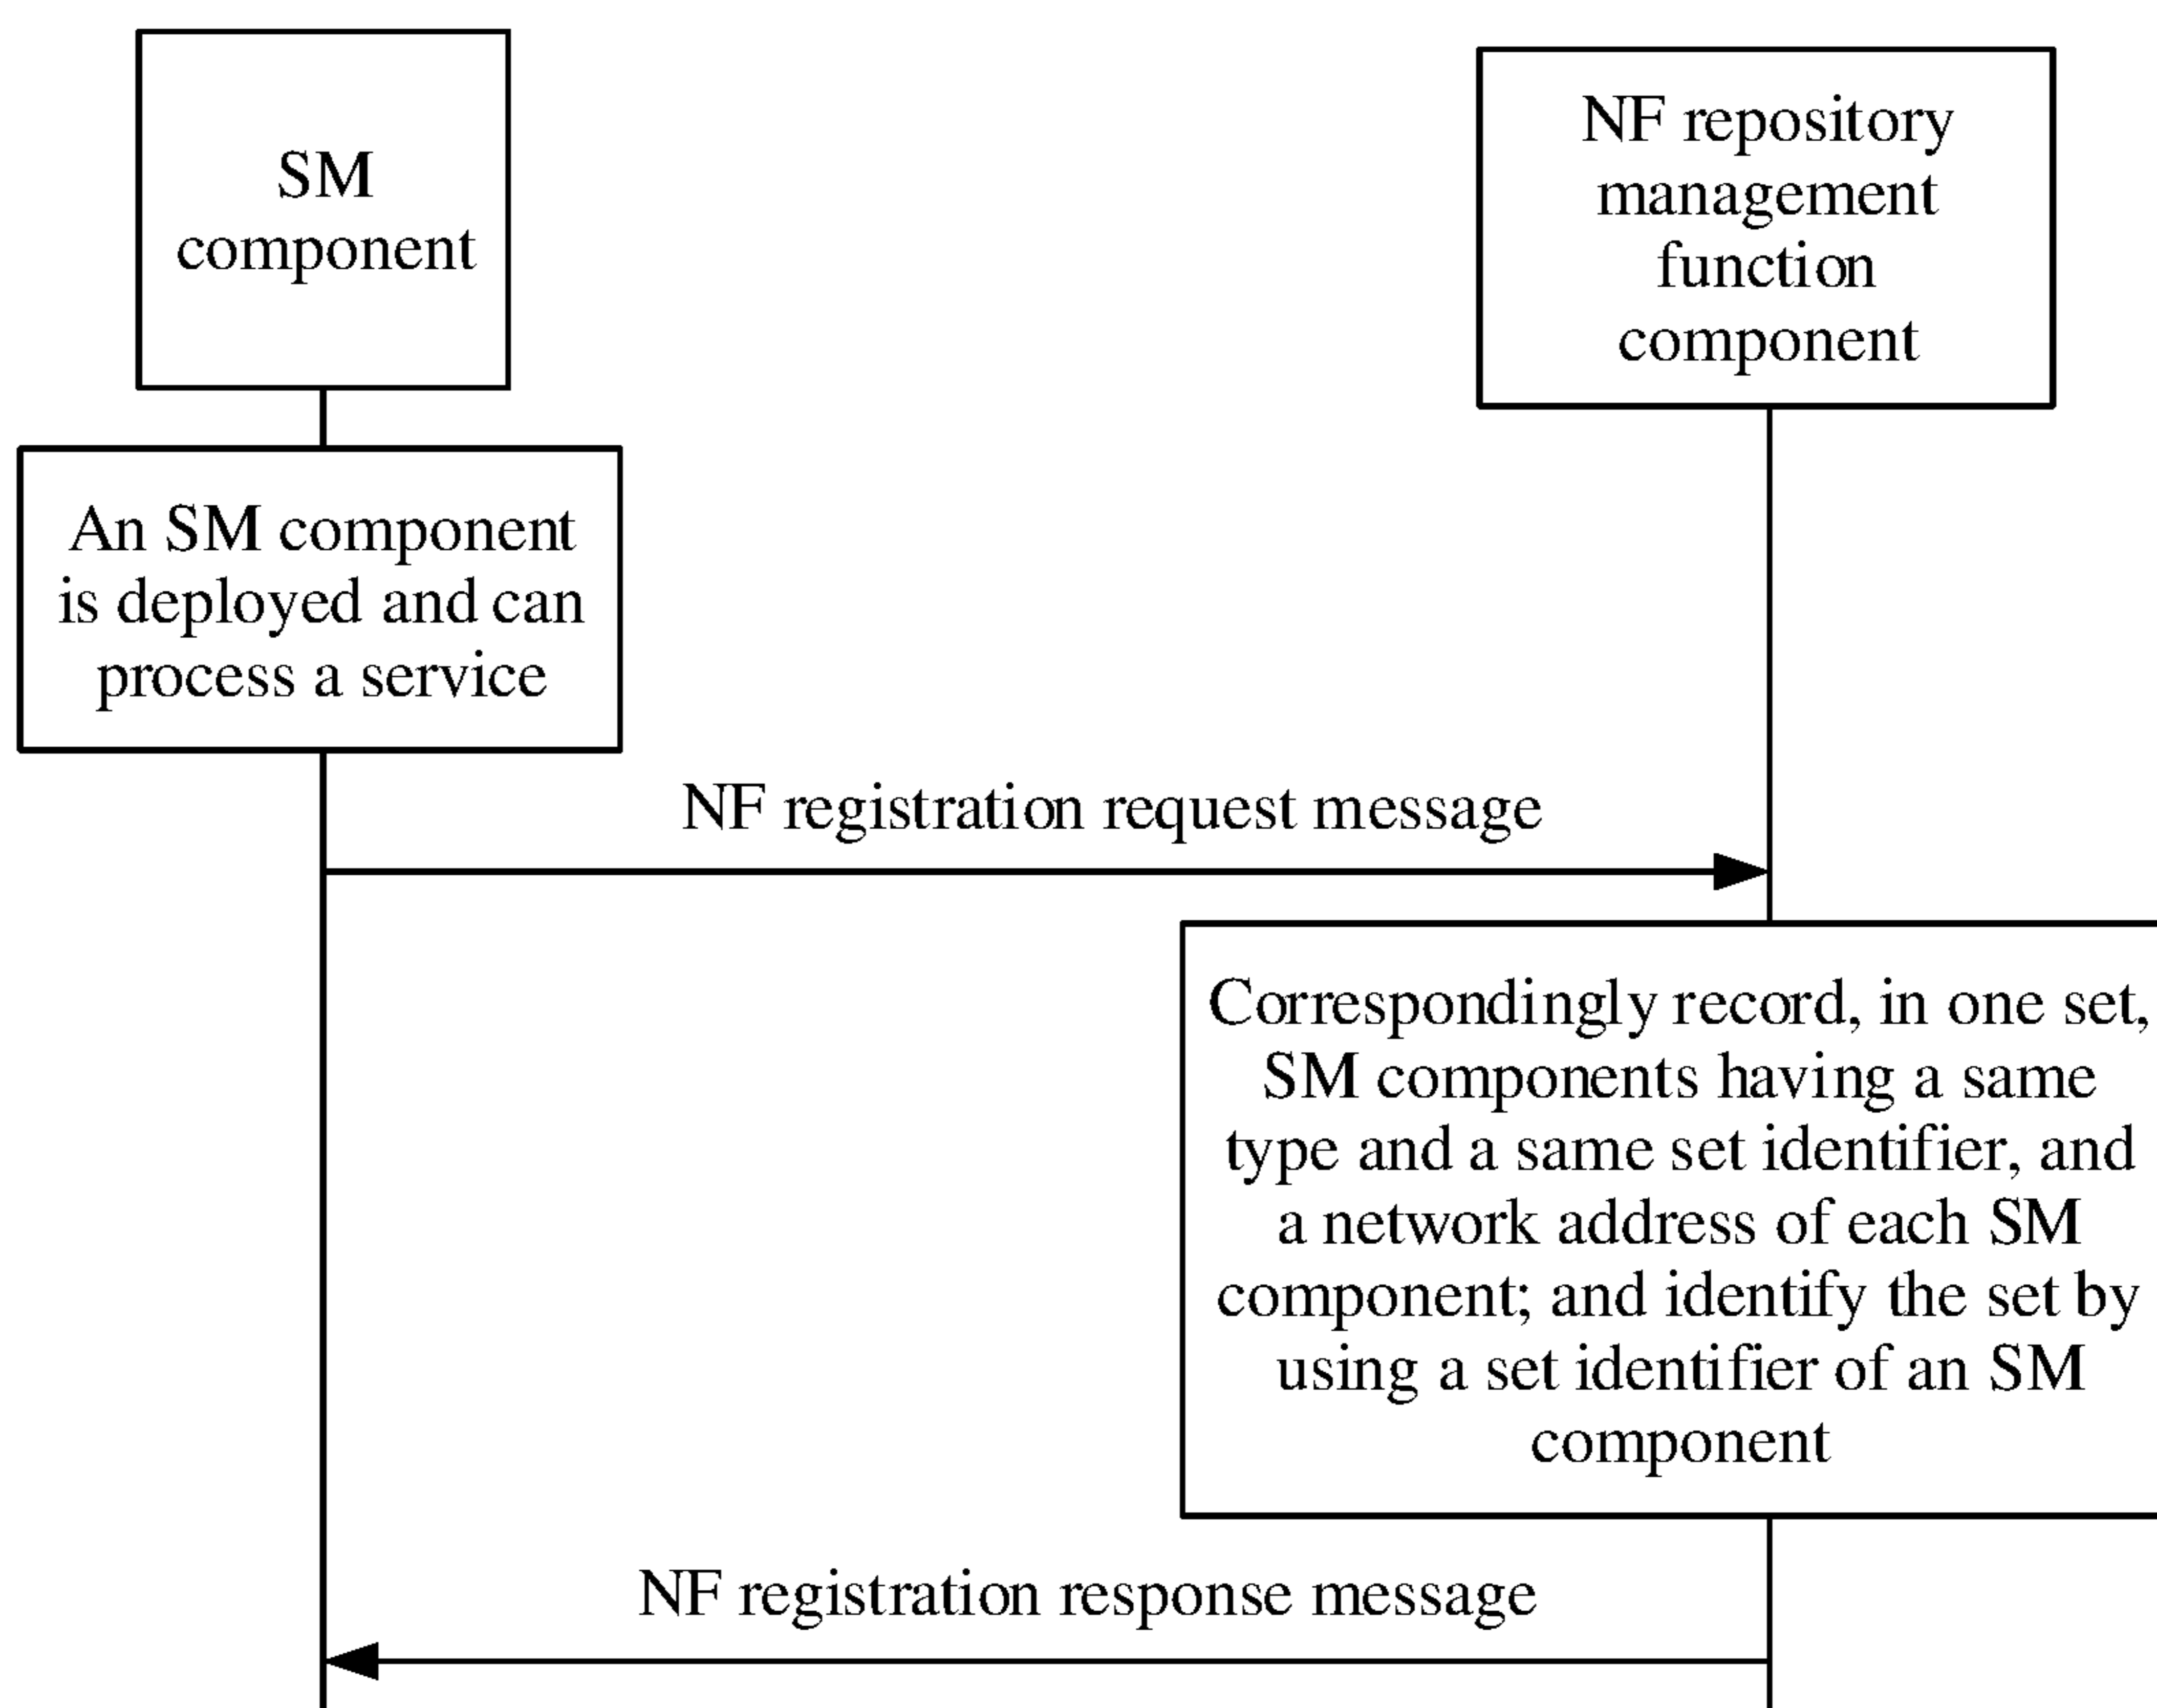 SM
component
NF repository
management
function
component
An SM component
is deployed and can
process a service
NF registration request message
Correspondingly record, in one set,
SM components having a same
type and a same set identifier, and
a network address of each SM
component; and identify the set by
using a set identifier of an SM
component
NF registration response message